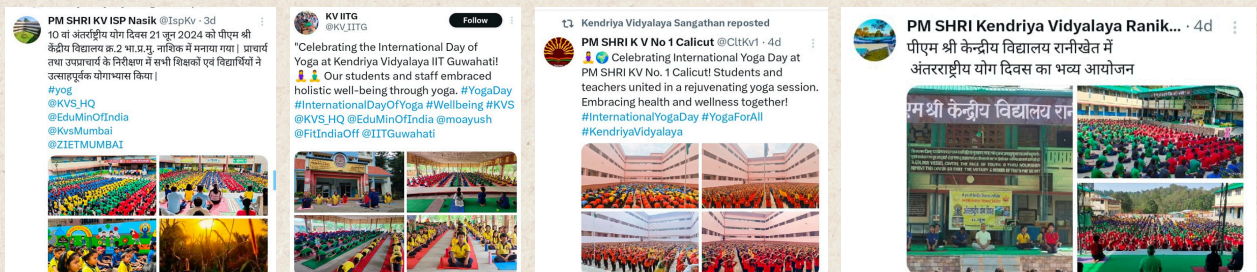 PM SHRI KV ISP Nasik @IspKv · 3d
10 वां अंतर्राष्ट्रीय योग दिवस 21 जून 2024 को पीएम श्री
केंद्रीय विद्यालय क्र.2 भा.प्र.मु. नाशिक में मनाया गया | प्राचार्य
तथा उपप्राचार्य के निरीक्षण में सभी शिक्षकों एवं विद्यार्थियों ने
उत्साहपूर्वक योगाभ्यास किया |
#yog
@KVS_HQ
@EduMinOfIndia
@KvsMumbai
@ZIETMUMBAI
KV IITG
@KV_IITG
Follow
"Celebrating the International Day of
Yoga at Kendriya Vidyalaya IIT Guwahati!
🧘‍♀️🧘‍♂️ Our students and staff embraced
holistic well-being through yoga. #YogaDay
#InternationalDayOfYoga #Wellbeing #KVS
@KVS_HQ @EduMinOfIndia @moayush
@FitIndiaOff @IITGuwahati
Kendriya Vidyalaya Sangathan reposted
PM SHRI K V No 1 Calicut @CltKv1 · 4d
🧘‍♀️🌍 Celebrating International Yoga Day at
PM SHRI KV No. 1 Calicut! Students and
teachers united in a rejuvenating yoga session.
Embracing health and wellness together!
#InternationalYogaDay #YogaForAll
#KendriyaVidyalaya
PM SHRI Kendriya Vidyalaya Ranik... · 4d
पीएम श्री केन्द्रीय विद्यालय रानीखेत में
अंतरराष्ट्रीय योग दिवस का भव्य आयोजन
एम श्री केन्द्रीय विद्यालय रान